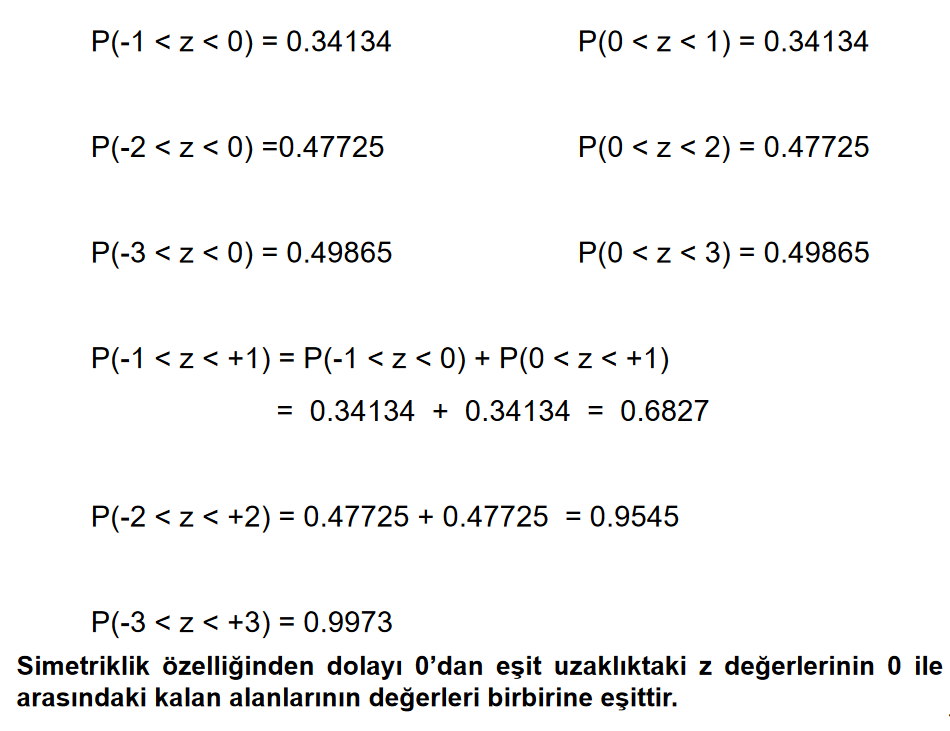 P(-1 < z < 0) = 0.34134 P(0 < z < 1) = 0.34134
P(-2 < z < 0) =0.47725 P(0 < z < 2) = 0.47725
P(-3 < z < 0) = 0.49865 P(0 < z < 3) = 0.49865
P(-1 < z < +1) = P(-1 < z < 0) + P(0 < z < +1)
= 0.34134 + 0.34134 = 0.6827
P(-2 < z < +2) = 0.47725 + 0.47725 = 0.9545
P(-3 < z < +3) = 0.9973
Simetriklik özelliğinden dolayı 0’dan eşit uzaklıktaki z değerlerinin 0 ile
arasındaki kalan alanlarının değerleri birbirine eşittir.